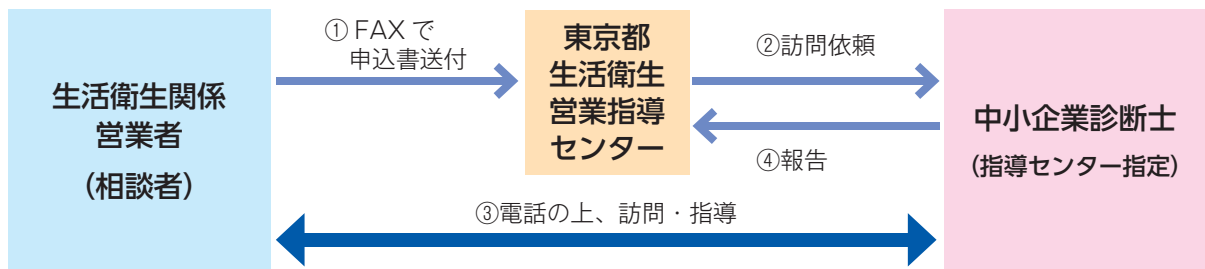 生活衛生関係
営業者
（相談者）
① FAX で
申込書送付
東京都
生活衛生
営業指導
センター
②訪問依頼
④報告
③電話の上、訪問・指導
中小企業診断士
（指導センター指定）